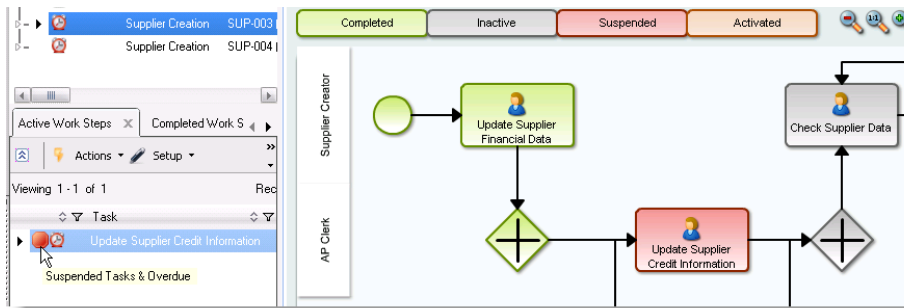 Supplier Creation SUP-003
Supplier Creation SUP-004
Completed
Inactive
Suspended
Activated
1:1
Active Work Steps
Completed Work S
Actions
Setup
»
Viewing 1 - 1 of 1
Rec
Task
Update Supplier Credit Information
Suspended Tasks & Overdue
Supplier Creator
AP Clerk
Update Supplier
Financial Data
Check Supplier Data
Update Supplier
Credit Information